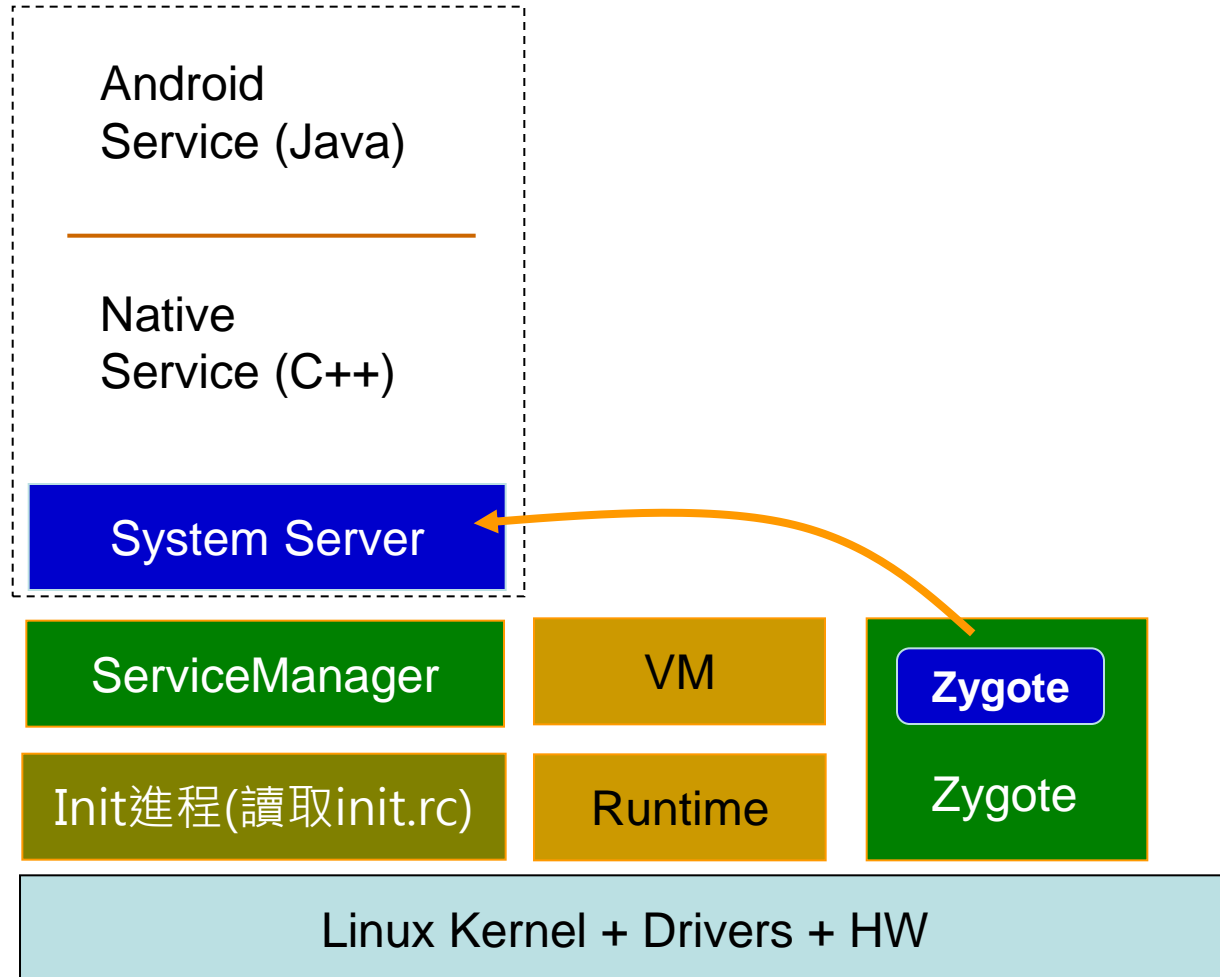 Android
Service (Java)
Native
Service (C++)
System Server
ServiceManager
VM
Zygote
Init進程(讀取init.rc)
Runtime
Zygote
Linux Kernel + Drivers + HW